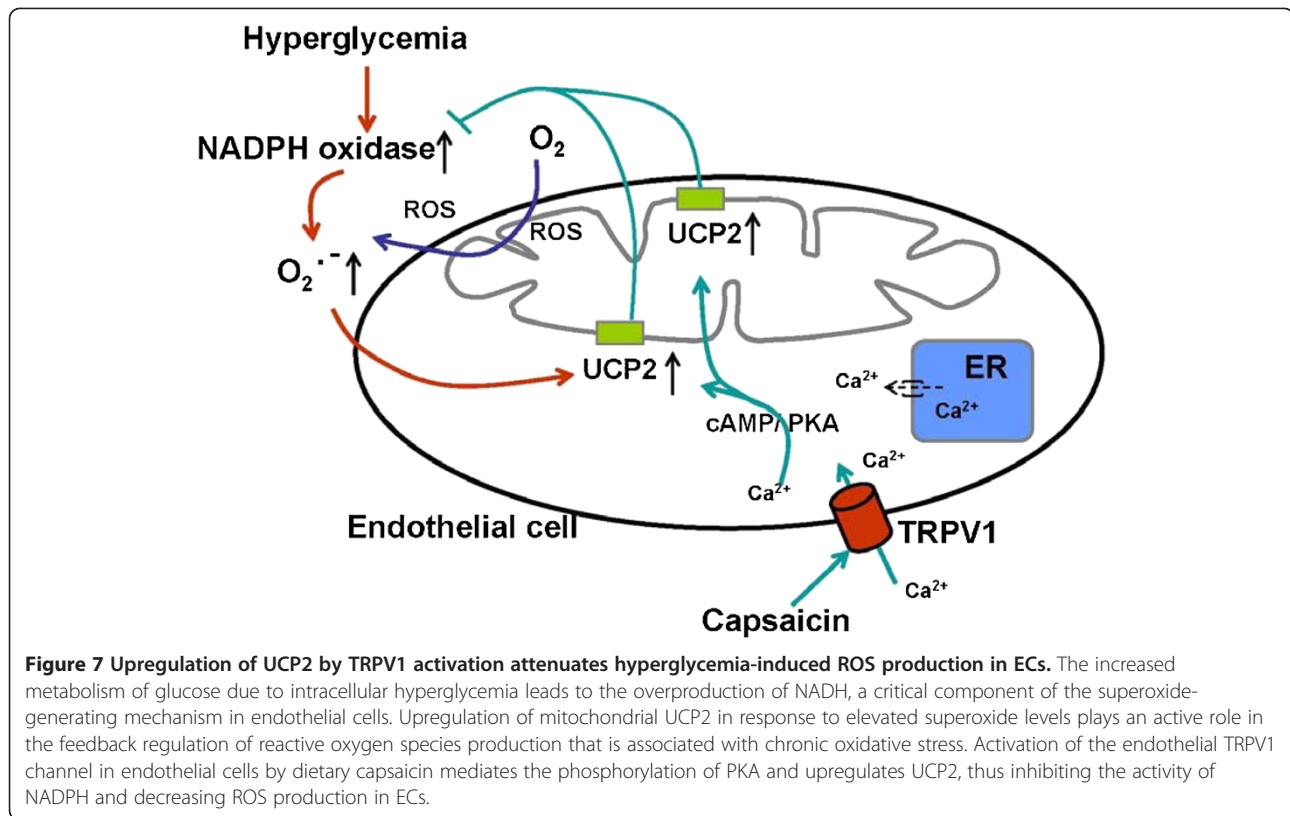 Hyperglycemia
NADPH oxidase↑
O₂
ROS
ROS
UCP2↑
O₂·⁻↑
UCP2↑
ER
Ca²⁺
Ca²⁺
cAMP/PKA
Ca²⁺
Ca²⁺
Endothelial cell
TRPV1
Ca²⁺
Capsaicin
Figure 7 Upregulation of UCP2 by TRPV1 activation attenuates hyperglycemia-induced ROS production in ECs. The increased
metabolism of glucose due to intracellular hyperglycemia leads to the overproduction of NADH, a critical component of the superoxide-
generating mechanism in endothelial cells. Upregulation of mitochondrial UCP2 in response to elevated superoxide levels plays an active role in
the feedback regulation of reactive oxygen species production that is associated with chronic oxidative stress. Activation of the endothelial TRPV1
channel in endothelial cells by dietary capsaicin mediates the phosphorylation of PKA and upregulates UCP2, thus inhibiting the activity of
NADPH and decreasing ROS production in ECs.